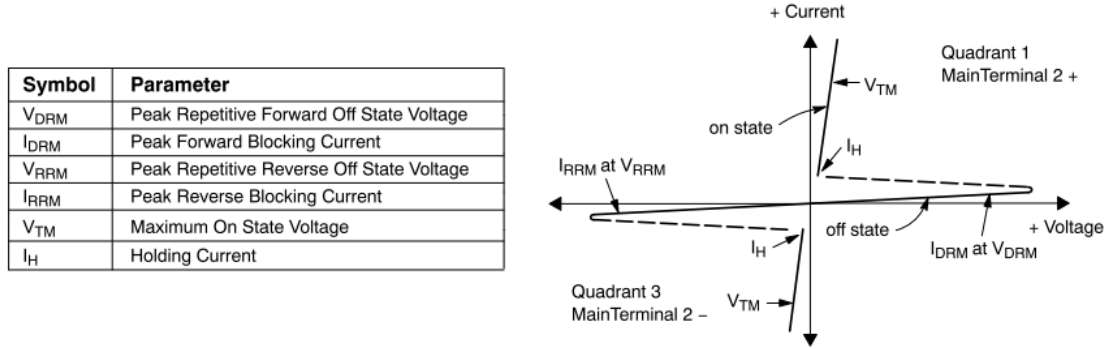 Symbol Parameter
VDRM Peak Repetitive Forward Off State Voltage
IDRM Peak Forward Blocking Current
VRRM Peak Repetitive Reverse Off State Voltage
IRRM Peak Reverse Blocking Current
VTM Maximum On State Voltage
IH Holding Current
+ Current
Quadrant 1
MainTerminal 2 +
VTM
on state
IH
IRRM at VRRM
off state
+ Voltage
IDRM at VDRM
IH
Quadrant 3
MainTerminal 2 –
VTM